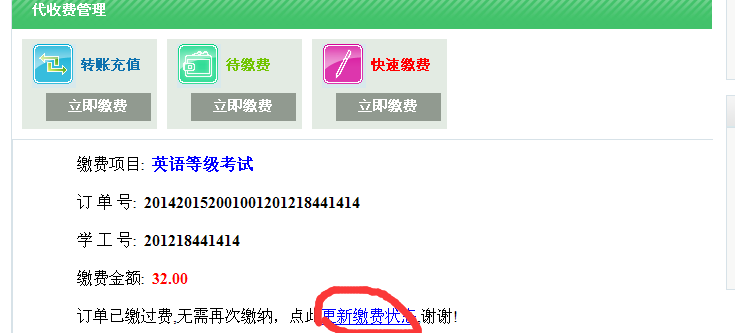 代收费管理
转账充值 待缴费 快速缴费
立即缴费 立即缴费 立即缴费
缴费项目: 英语等级考试
订 单 号: 201420152001001201218441414
学 工 号: 201218441414
缴费金额: 32.00
订单已缴过费,无需再次缴纳，点此更新缴费状态,谢谢!